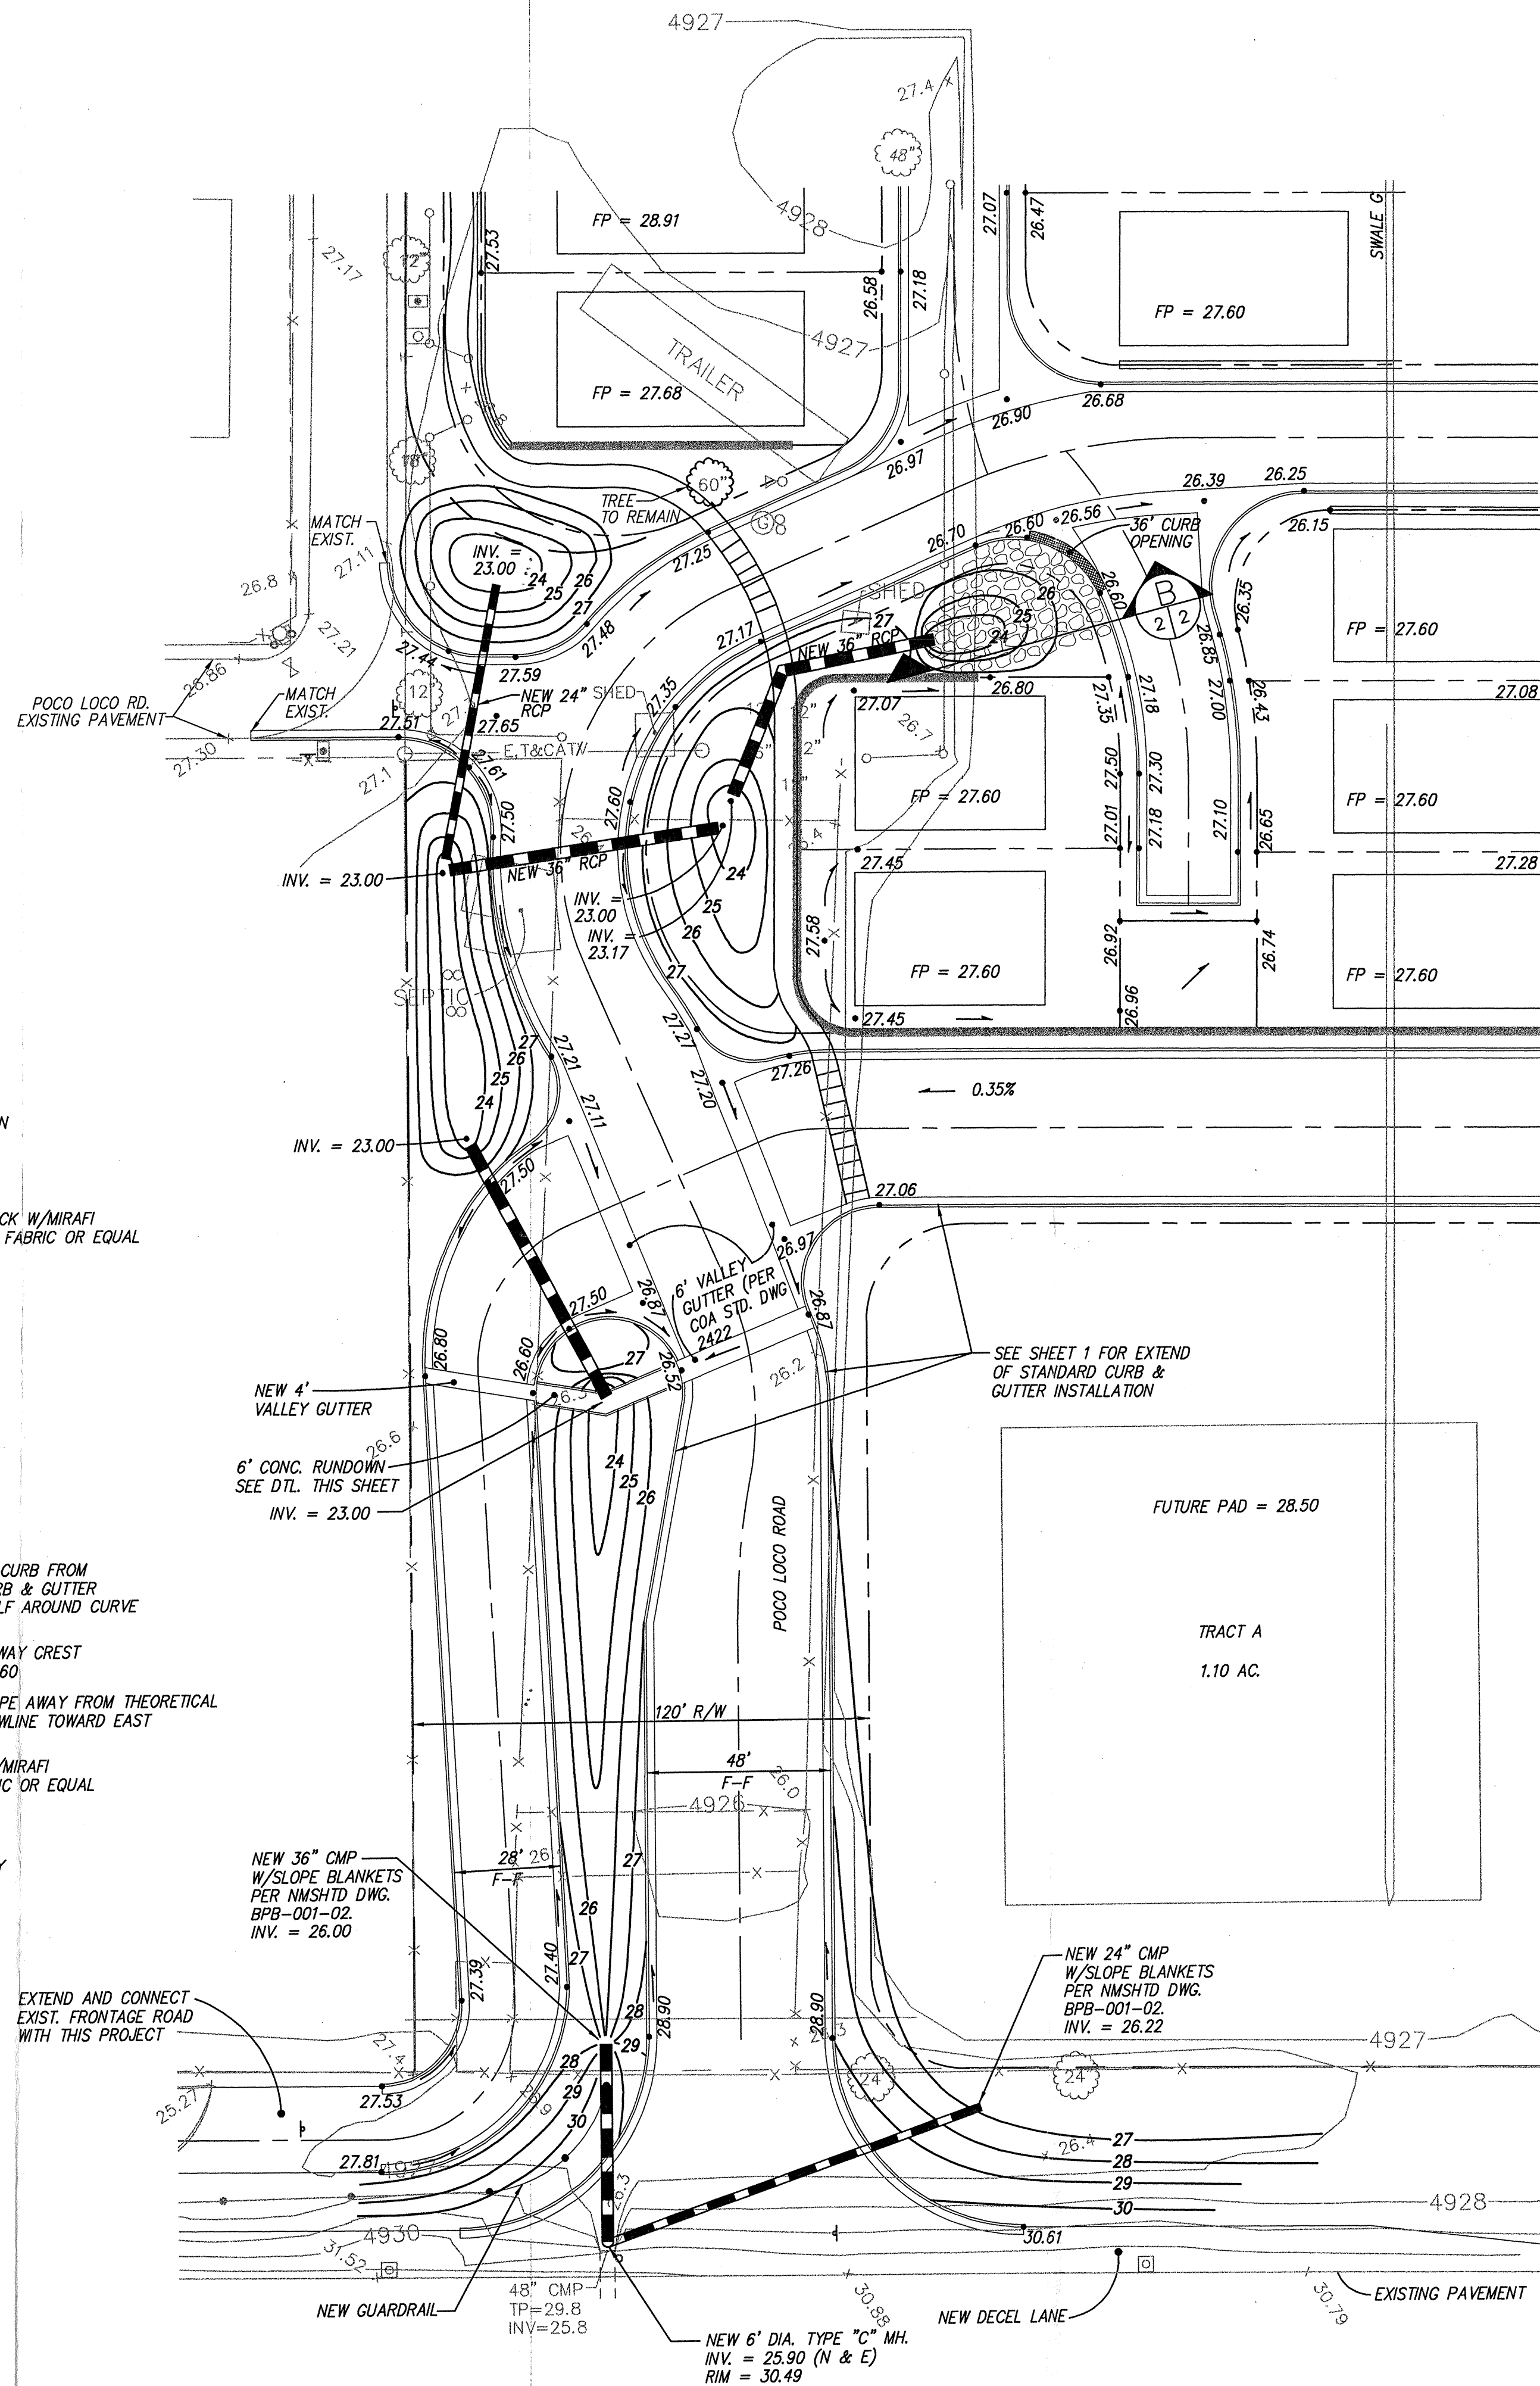 4927
27.4
48"
4928
27.07
26.47
SWALE G
FP = 28.91
27.53
12"
27.17
26.58
27.18
FP = 27.60
4927
TRAILER
FP = 27.68
26.90
26.68
26.97
18"
60"
TREE
TO REMAIN
G
8
MATCH
EXIST.
27.11
26.8
INV. =
23.00
24
25
26
27
27.25
26.70
26.60
26.56
26.39
26.25
26.15
36' CURB
OPENING
26.60
B
2 2
SHED
27
26
25
24
NEW 36" RCP
27.21
27.44
27.59
27.48
27.17
26.85
26.35
FP = 27.60
26.86
POCO LOCO RD.
EXISTING PAVEMENT
MATCH
EXIST.
12
NEW 24"
RCP
SHED
27.35
27.65
27.51
27.61
E,T&CATV
27.30
27.1
27.07
26.80
26.7
27.35
27.18
27.00
26.43
27.08
27.50
27.60
27.50
27.30
FP = 27.60
FP = 27.60
27.01
27.18
27.10
26.65
27.28
NEW 36" RCP
INV. = 23.00
27.45
24
25
26
27
INV. =
23.00
INV. =
23.17
27.58
26.92
26.74
FP = 27.60
FP = 27.60
26.96
SEPTIC
27.45
27
26
25
24
27.21
27.27
27.26
27.20
27.11
0.35%
INV. = 23.00
27.50
27.06
CK W/MIRAFI
FABRIC OR EQUAL
26.97
6' VALLEY
GUTTER (PER
COA STD. DWG
2422
26.87
27.50
26.87
26.80
26.60
27
26.52
26.2
NEW 4'
VALLEY GUTTER
SEE SHEET 1 FOR EXTEND
OF STANDARD CURB &
GUTTER INSTALLATION
26.6
6' CONC. RUNDOWN
SEE DTL. THIS SHEET
INV. = 23.00
24
25
26
FUTURE PAD = 28.50
POCO LOCO ROAD
CURB FROM
RB & GUTTER
LF AROUND CURVE
TRACT A
1.10 AC.
WAY CREST
60
PE AWAY FROM THEORETICAL
WLINE TOWARD EAST
120' R/W
48'
F-F
26.0
/MIRAFI
IC OR EQUAL
4926
NEW 36" CMP
W/SLOPE BLANKETS
PER NMSHTD DWG.
BPB-001-02.
INV. = 26.00
28'
F-F
27
26
27
27.39
27.40
NEW 24" CMP
W/SLOPE BLANKETS
PER NMSHTD DWG.
BPB-001-02.
INV. = 26.22
EXTEND AND CONNECT
EXIST. FRONTAGE ROAD
WITH THIS PROJECT
28
28.90
28.90
29
28
29
30
4927
27.4
24"
24"
25.27
27.53
27.81
26.4
27
28
29
30
4930
4928
31.52
30.61
NEW GUARDRAIL
48" CMP
TP=29.8
INV=25.8
30.88
NEW DECEL LANE
30.79
EXISTING PAVEMENT
NEW 6' DIA. TYPE "C" MH.
INV. = 25.90 (N & E)
RIM = 30.49